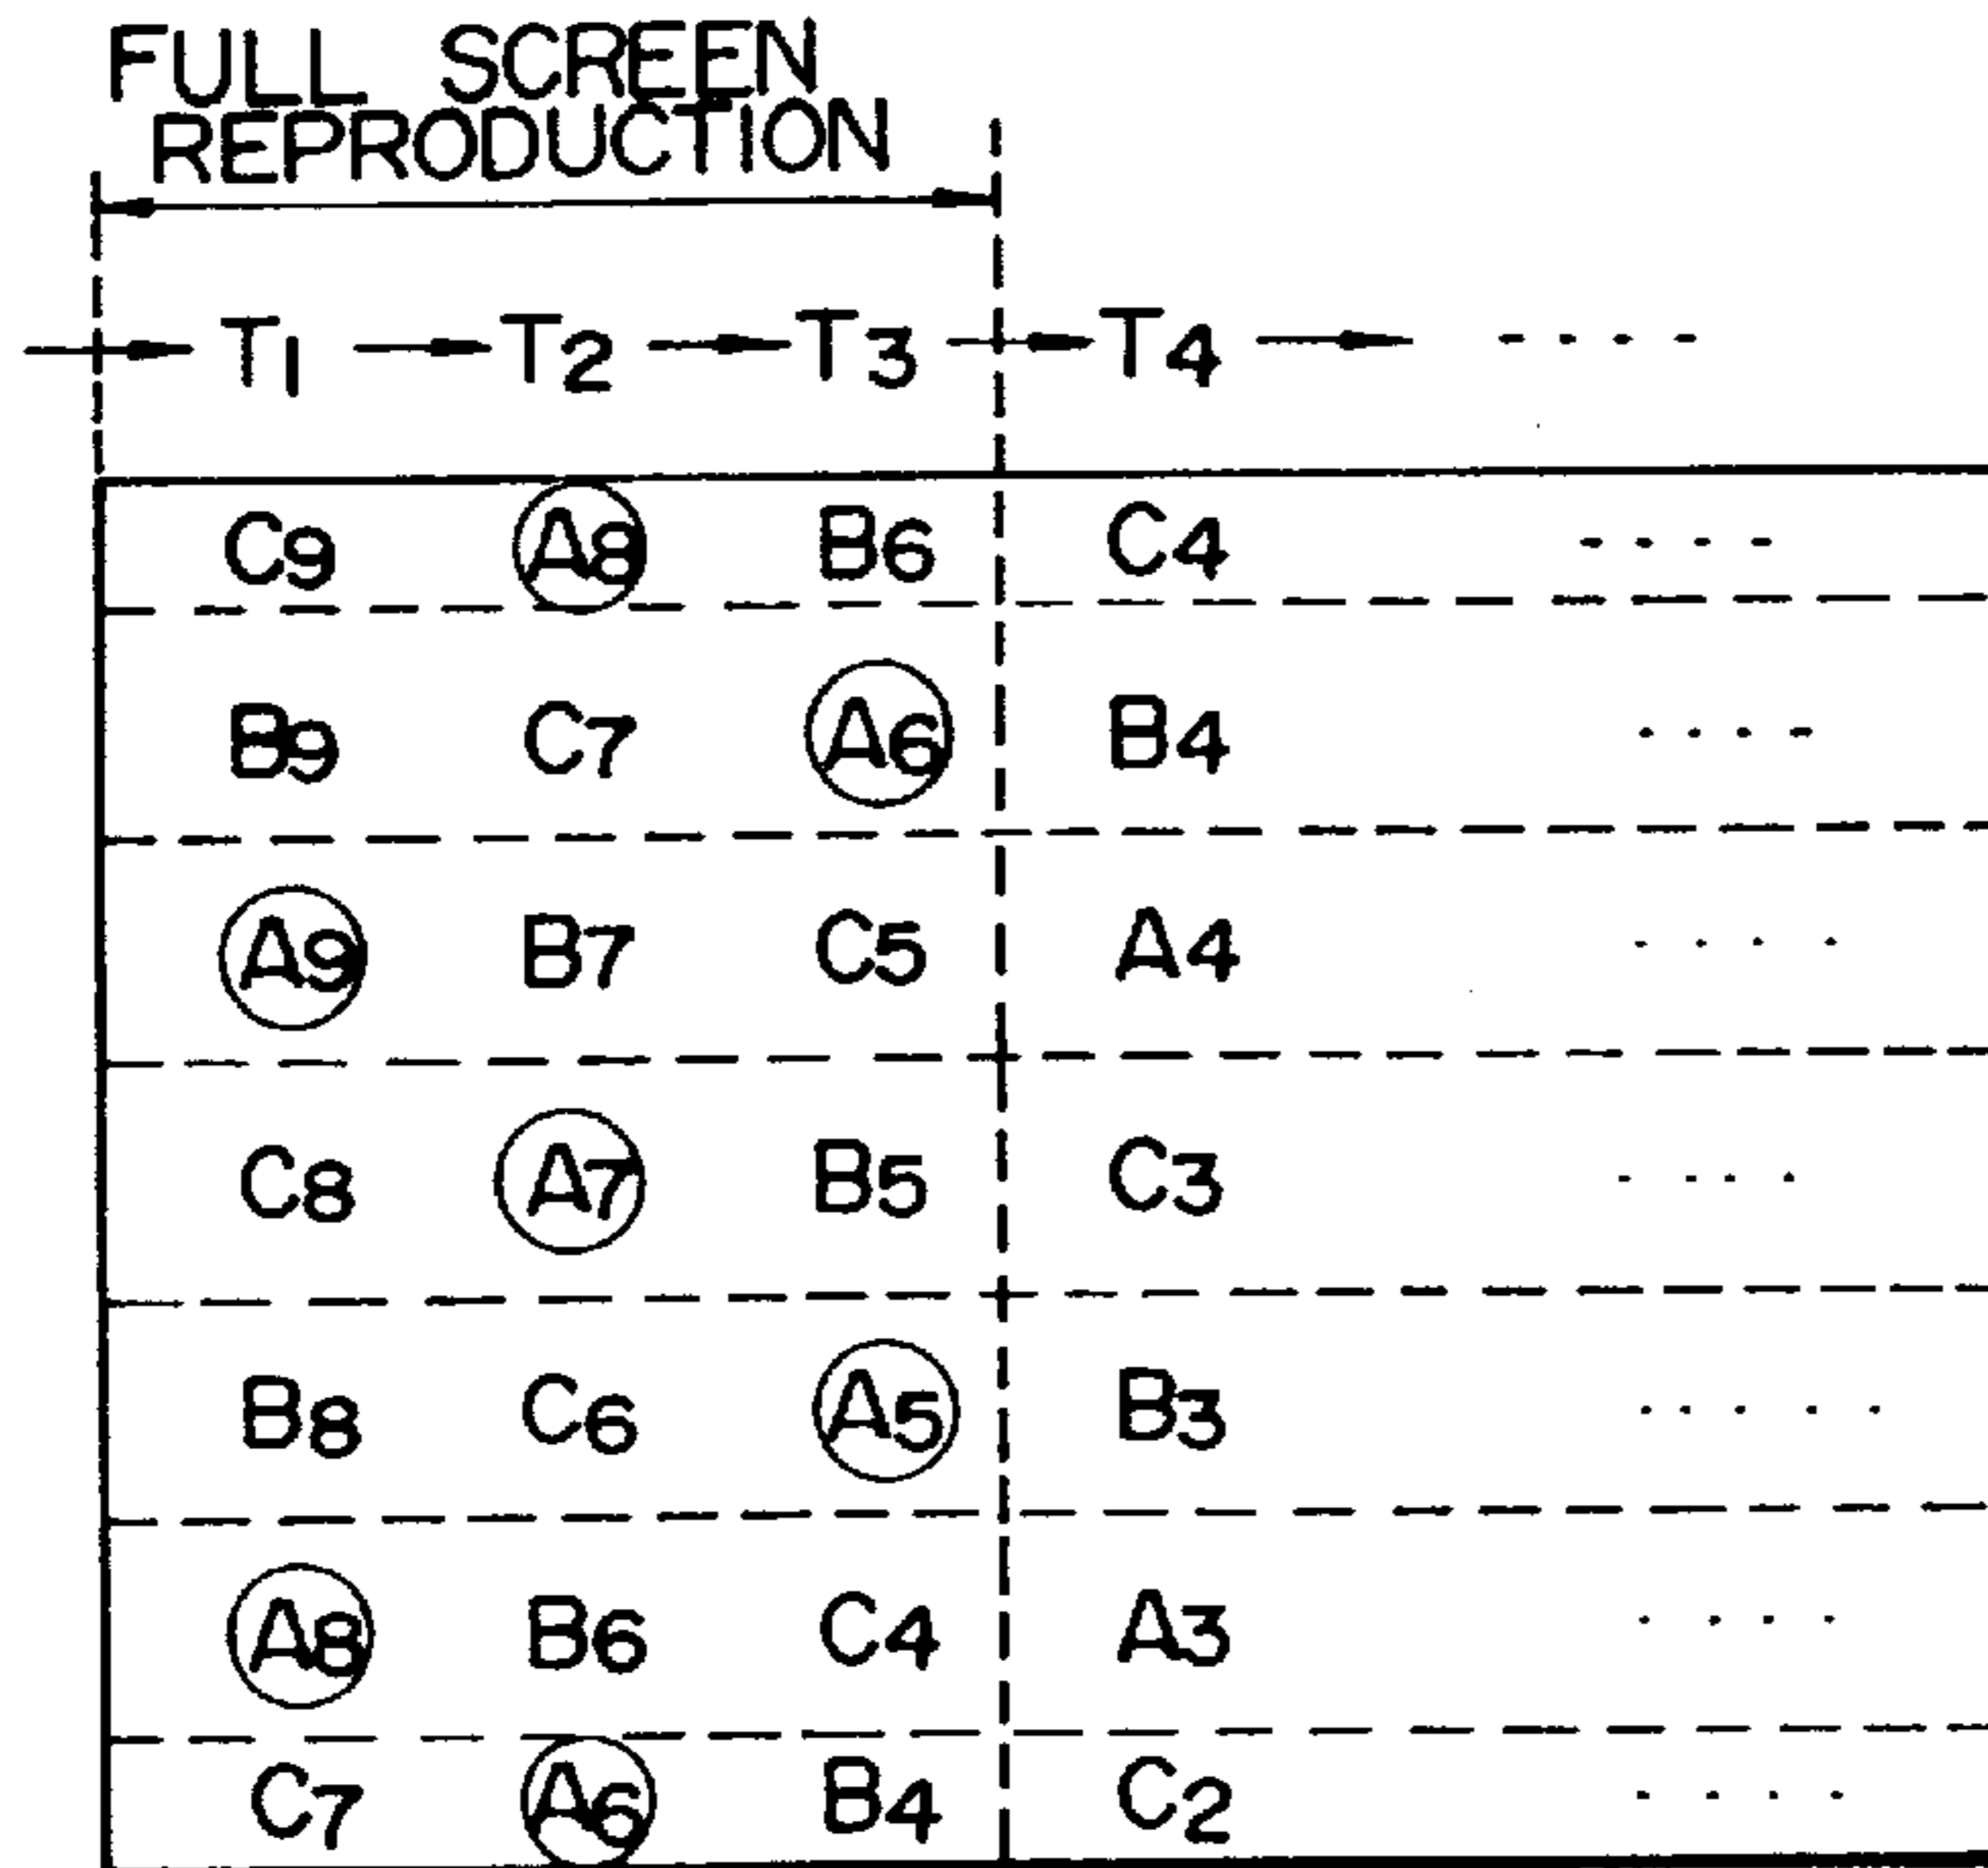 FULL SCREEN
REPRODUCTION
T1 T2 T3 T4 ....
C9 A8 B6 C4 ....
B9 C7 A6 B4 ....
A9 B7 C5 A4 ....
C8 A7 B5 C3 ....
B8 C6 A5 B3 .....
A8 B6 C4 A3 ....
C7 A6 B4 C2 ....